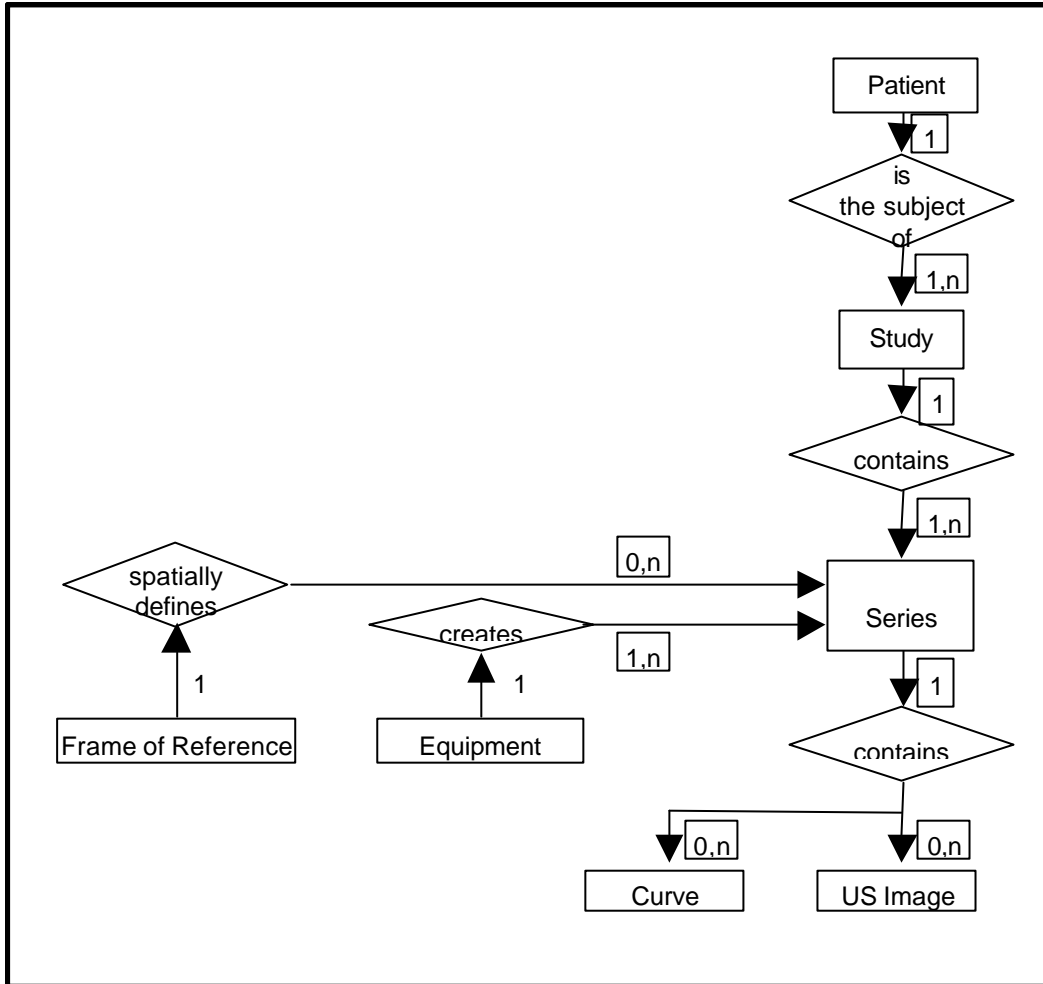 Patient
1
is
the subject
of
1,n
Study
1
contains
1,n
spatially
defines
0,n
Series
creates
1,n
1
1
1
Frame of Reference
Equipment
contains
0,n
0,n
Curve
US Image